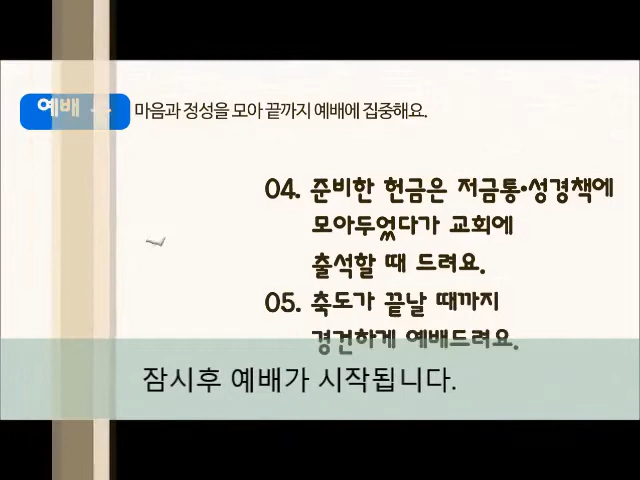 예배
마음과 정성을 모아 끝까지 예배에 집중해요.
04. 준비한 헌금은 저금통·성경책에
모아두었다가 교회에
출석할 때 드려요.
05. 축도가 끝날 때까지
경건하게 예배드려요.
잠시후 예배가 시작됩니다.